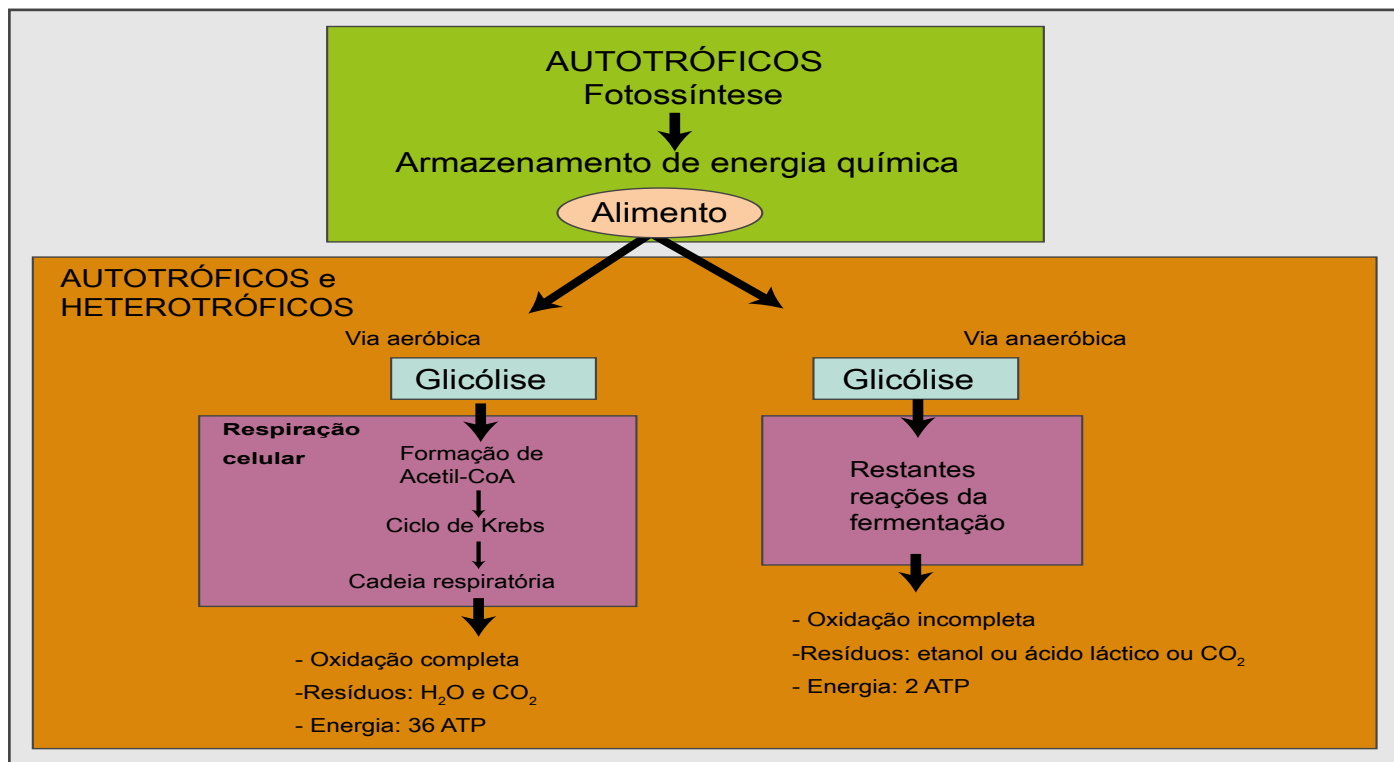 AUTOTRÓFICOS
Fotossíntese
Armazenamento de energia química
Alimento
AUTOTRÓFICOS e
HETEROTRÓFICOS
Via aeróbica
Glicólise
Respiração
celular
Formação de
Acetil-CoA
Ciclo de Krebs
Cadeia respiratória
- Oxidação completa
-Resíduos: H₂O e CO₂
- Energia: 36 ATP
Via anaeróbica
Glicólise
Restantes
reações da
fermentação
- Oxidação incompleta
-Resíduos: etanol ou ácido láctico ou CO₂
- Energia: 2 ATP